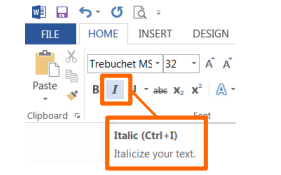 FILE HOME INSERT DESIGN
Trebuchet MS 32 A A
Paste B I U abc X₂ X² A
Clipboard Font
Italic (Ctrl+I)
Italicize your text.